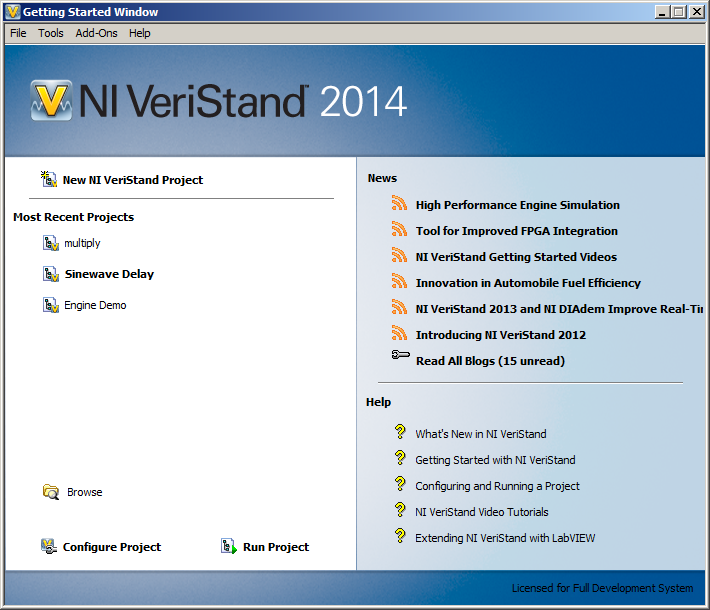 Getting Started Window
File Tools Add-Ons Help
NI VeriStand 2014
New NI VeriStand Project
Most Recent Projects
multiply
Sinewave Delay
Engine Demo
Browse
Configure Project
Run Project
News
High Performance Engine Simulation
Tool for Improved FPGA Integration
NI VeriStand Getting Started Videos
Innovation in Automobile Fuel Efficiency
NI VeriStand 2013 and NI DIAdem Improve Real-Tir
Introducing NI VeriStand 2012
Read All Blogs (15 unread)
Help
What's New in NI VeriStand
Getting Started with NI VeriStand
Configuring and Running a Project
NI VeriStand Video Tutorials
Extending NI VeriStand with LabVIEW
Licensed for Full Development System